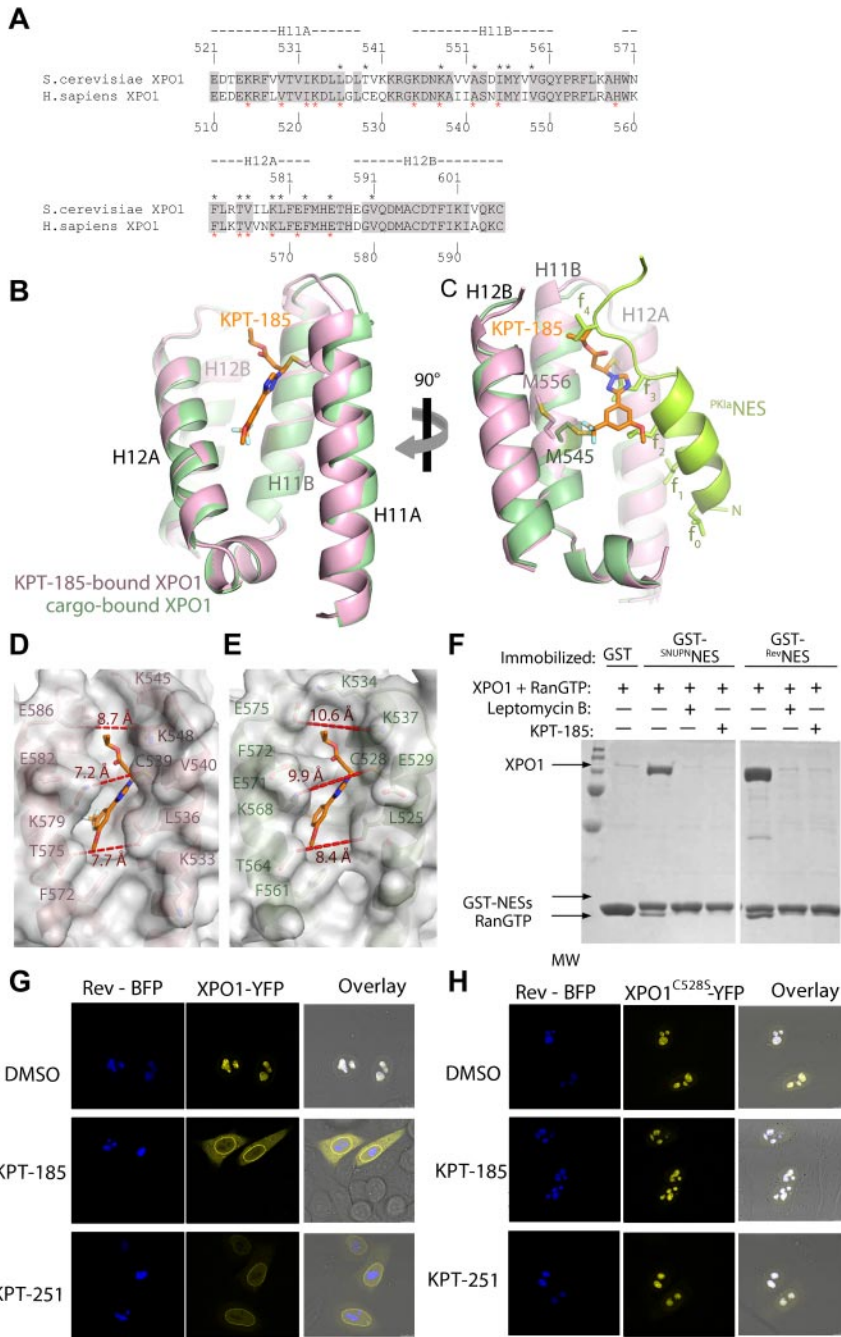 A
--------H11A--------
--------H11B--------
521 531 541 551 561 571
S.cerevisiae XPO1
H.sapiens XPO1
510 520 530 540 550 560
-----H12A-----
------H12B------
581 591 601
S.cerevisiae XPO1 FLRTVILKLFEFMHETHEGVQDMACDTFIKIVQKC
H.sapiens XPO1 FLKTVVNKLFEFMHETHDGVQDMACDTFIKIAQKC
570 580 590
B
KPT-185
H12B
H12A
H11B
H11A
KPT-185-bound XPO1
cargo-bound XPO1
90°
C
H11B
H12B
H12A
KPT-185
f4
M556
f3
PKIaNES
M545
f2
f1
N
f0
D
K545
E586
8.7 Å
K548
C539
E582
7.2 Å
V540
K579
L536
T575
7.7 Å
K533
F572
E
K534
E575
10.6 Å
K537
F572
C528
E529
E571
9.9 Å
K568
L525
T564
8.4 Å
F561
F
GST-
GST-
Immobilized: GST SNUPNNES RevNES
XPO1 + RanGTP: + + + + + + +
Leptomycin B: — — + — — + —
KPT-185: — — — + — — +
XPO1
GST-NESs
RanGTP
MW
G
Rev - BFP XPO1-YFP Overlay
DMSO
KPT-185
KPT-251
H
Rev - BFP XPO1C528S-YFP Overlay
DMSO
KPT-185
KPT-251